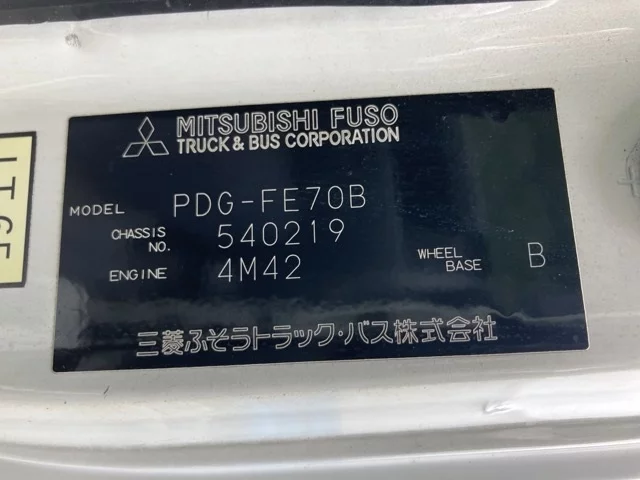 MITSUBISHI FUSO
TRUCK & BUS CORPORATION
MODEL PDG-FE70B
CHASSIS NO. 540219
ENGINE 4M42
WHEEL BASE B
三菱ふそうトラック・バス株式会社